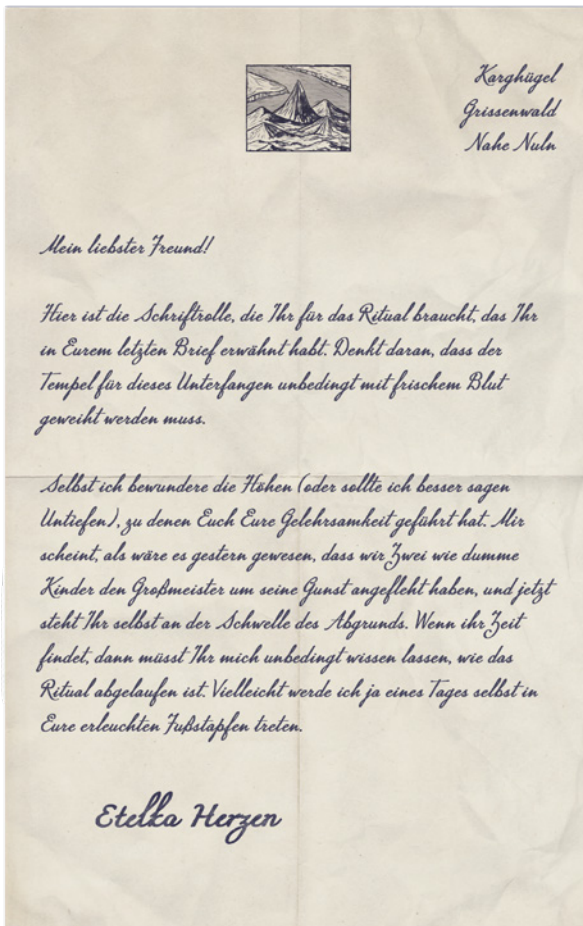 Karghügel
Grissenwald
Nahe Nuln
Mein liebster Freund!
Hier ist die Schriftrolle, die Ihr für das Ritual braucht, das Ihr
in Eurem letzten Brief erwähnt habt. Denkt daran, dass der
Tempel für dieses Unterfangen unbedingt mit frischem Blut
geweiht werden muss.
Selbst ich bewundere die Höhen (oder sollte ich besser sagen
Untiefen), zu denen Euch Eure Gelehrsamkeit geführt hat. Mir
scheint, als wäre es gestern gewesen, dass wir Zwei wie dumme
Kinder den Großmeister um seine Gunst angefleht haben, und jetzt
steht Ihr selbst an der Schwelle des Abgrunds. Wenn ihr Zeit
findet, dann müsst Ihr mich unbedingt wissen lassen, wie das
Ritual abgelaufen ist. Vielleicht werde ich ja eines Tages selbst in
Eure erleuchten Fußstapfen treten.
Etelka Herzen